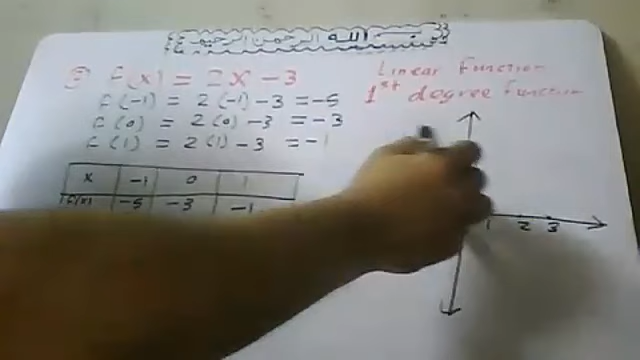 بسم الله الرحمن الرحيم
② f(x) = 2x - 3
f(-1) = 2(-1) - 3 = -5
f(0) = 2(0) - 3 = -3
f(1) = 2(1) - 3 = -1
x -1 0 1
f(x) -5 -3 -1
Linear Function
1st degree Function
1 2 3